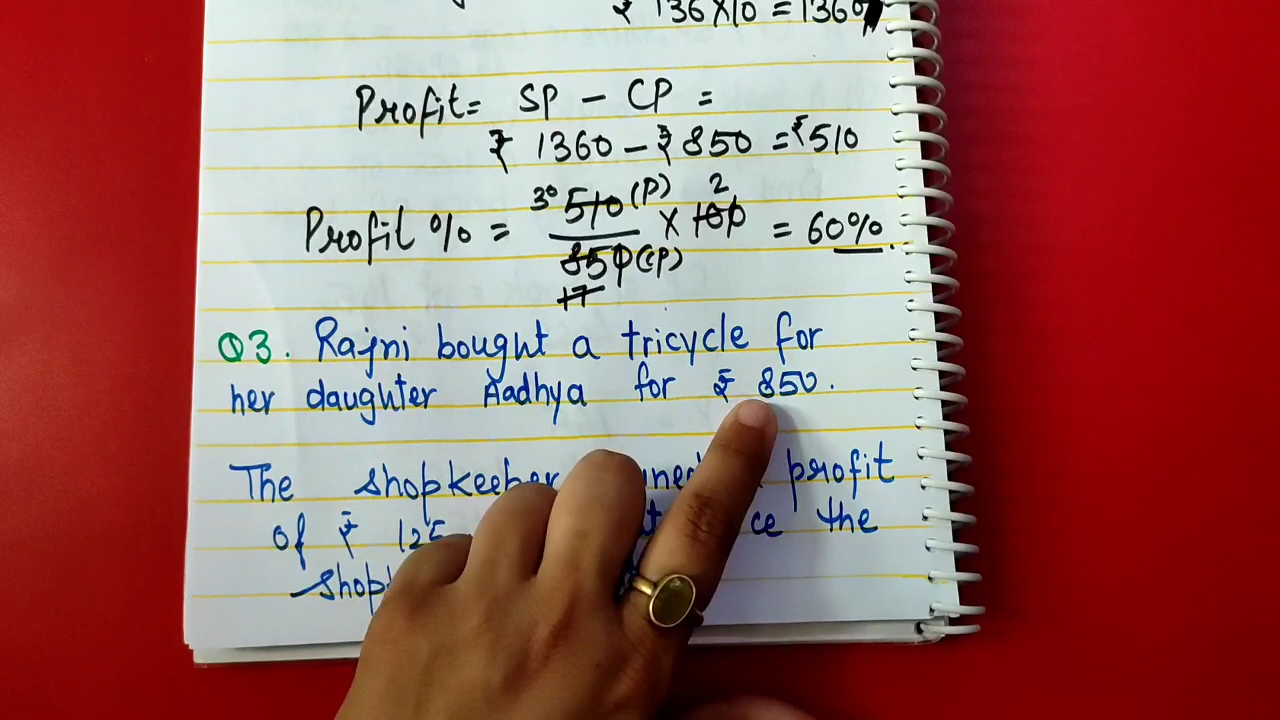 ₹ 136 X 10 = 1360
Profit = SP - CP =
₹ 1360 - ₹ 850 = ₹ 510
Profit % = 30 510 (P) X 100 2 = 60%.
850 (CP)
17
Q3. Rajni bought a tricycle for
her daughter Aadhya for ₹ 850.
The shopkeeper profit
of ₹ 125 the